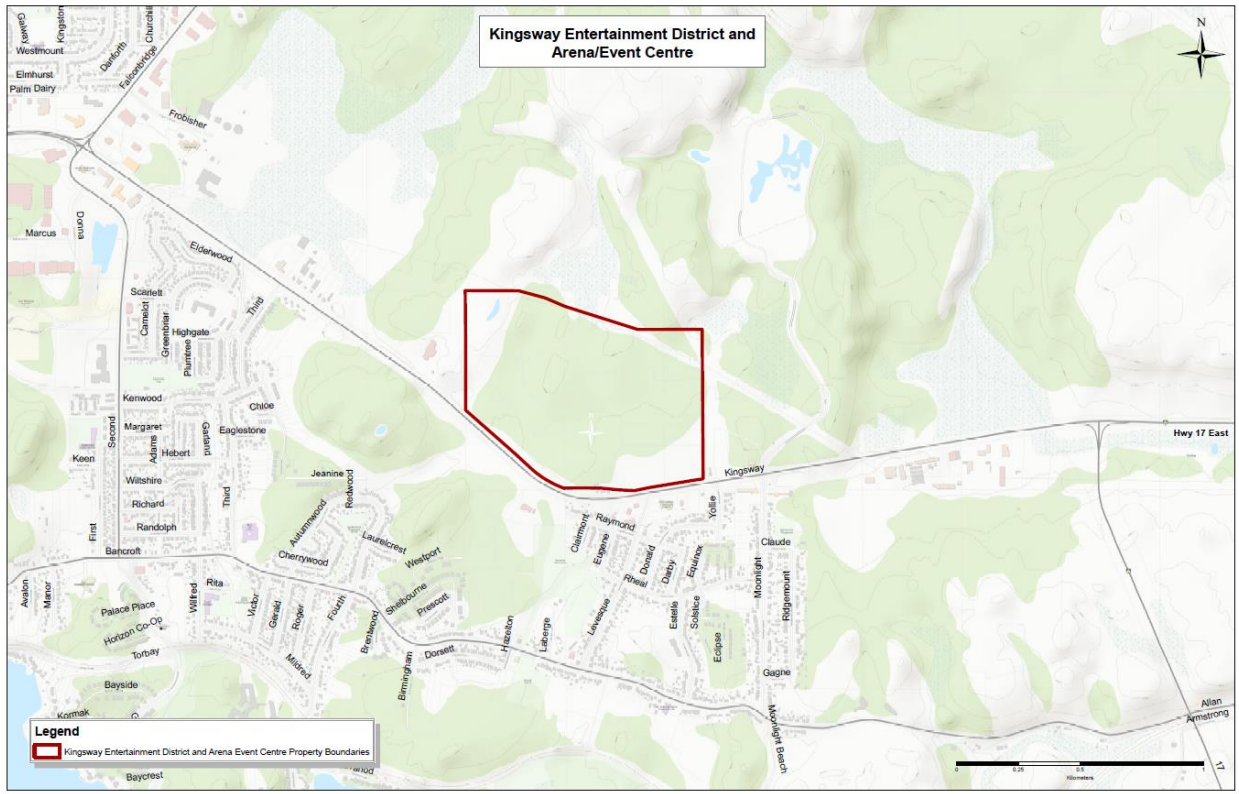 Kingsway Entertainment District and
Arena/Event Centre
N
Galway
Kingston
Churchill
Westmount
Danforth
Falconbridge
Elmhurst
Palm Dairy
Frobisher
Donna
Marcus
Elderwood
Scarlett
Third
Camelot
Greenbriar
Highgate
Plumtree
Kenwood
Chloe
Margaret
Second
Adams
Garland
Eaglestone
Hebert
Keen
Hwy 17 East
Kingsway
Jeanine
Redwood
Wiltshire
Third
Richard
Yollie
First
Randolph
Autumnwood
Clairmont
Raymond
Eugene
Laurelcrest
Claude
Bancroft
Cherrywood
Westport
Donald
Equinox
Darby
Moonlight
Ridgemount
Rheal
Avalon
Manor
Wilfred
Rita
Victor
Gerald
Roger
Fourth
Shelbourne
Prescott
Palace Place
Levesque
Estelle
Solstice
Brentwood
Horizon Co-Op
Hazelton
Laberge
Eclipse
Torbay
Mildred
Dorsett
Birmingham
Gagne
Bayside
Kormak
Moonlight Beach
Allan
Armstrong
Legend
Kingsway Entertainment District and Arena Event Centre Property Boundaries
Baycrest
17
0 0.25 0.5 1
Kilometers